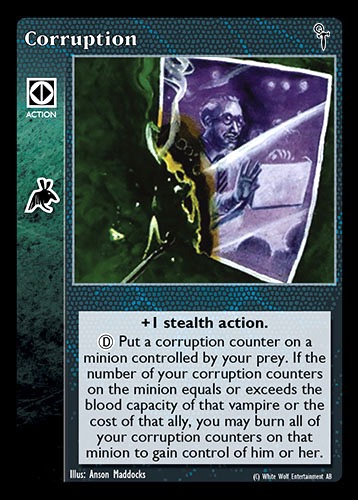 Corruption
ACTION
+1 stealth action.
Ⓓ Put a corruption counter on a
minion controlled by your prey. If the
number of your corruption counters
on the minion equals or exceeds the
blood capacity of that vampire or the
cost of that ally, you may burn all of
your corruption counters on that
minion to gain control of him or her.
Illus: Anson Maddocks
(C) White Wolf Entertainment AB